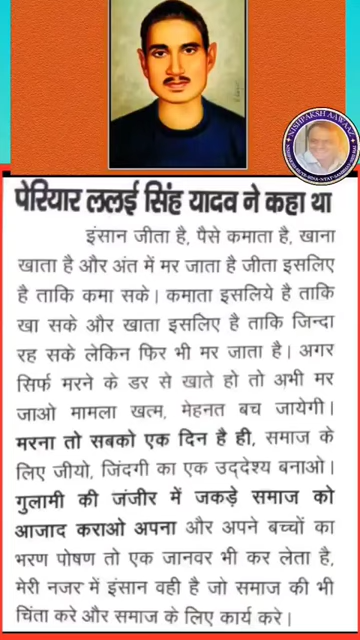 NISHPAKSH AAWAAZ
पेरियार ललई सिंह यादव ने कहा था
इंसान जीता है, पैसे कमाता है, खाना
खाता है और अंत में मर जाता है जीता इसलिए
है ताकि कमा सके। कमाता इसलिये है ताकि
खा सके और खाता इसलिए है ताकि जिन्दा
रह सके लेकिन फिर भी मर जाता है। अगर
सिर्फ मरने के डर से खाते हो तो अभी मर
जाओ मामला खत्म, मेहनत बच जायेगी।
मरना तो सबको एक दिन है ही, समाज के
लिए जीयो, जिंदगी का एक उद्देश्य बनाओ।
गुलामी की जंजीर में जकड़े समाज को
आजाद कराओ अपना और अपने बच्चों का
भरण पोषण तो एक जानवर भी कर लेता है,
मेरी नजर में इंसान वही है जो समाज की भी
चिंता करे और समाज के लिए कार्य करे।